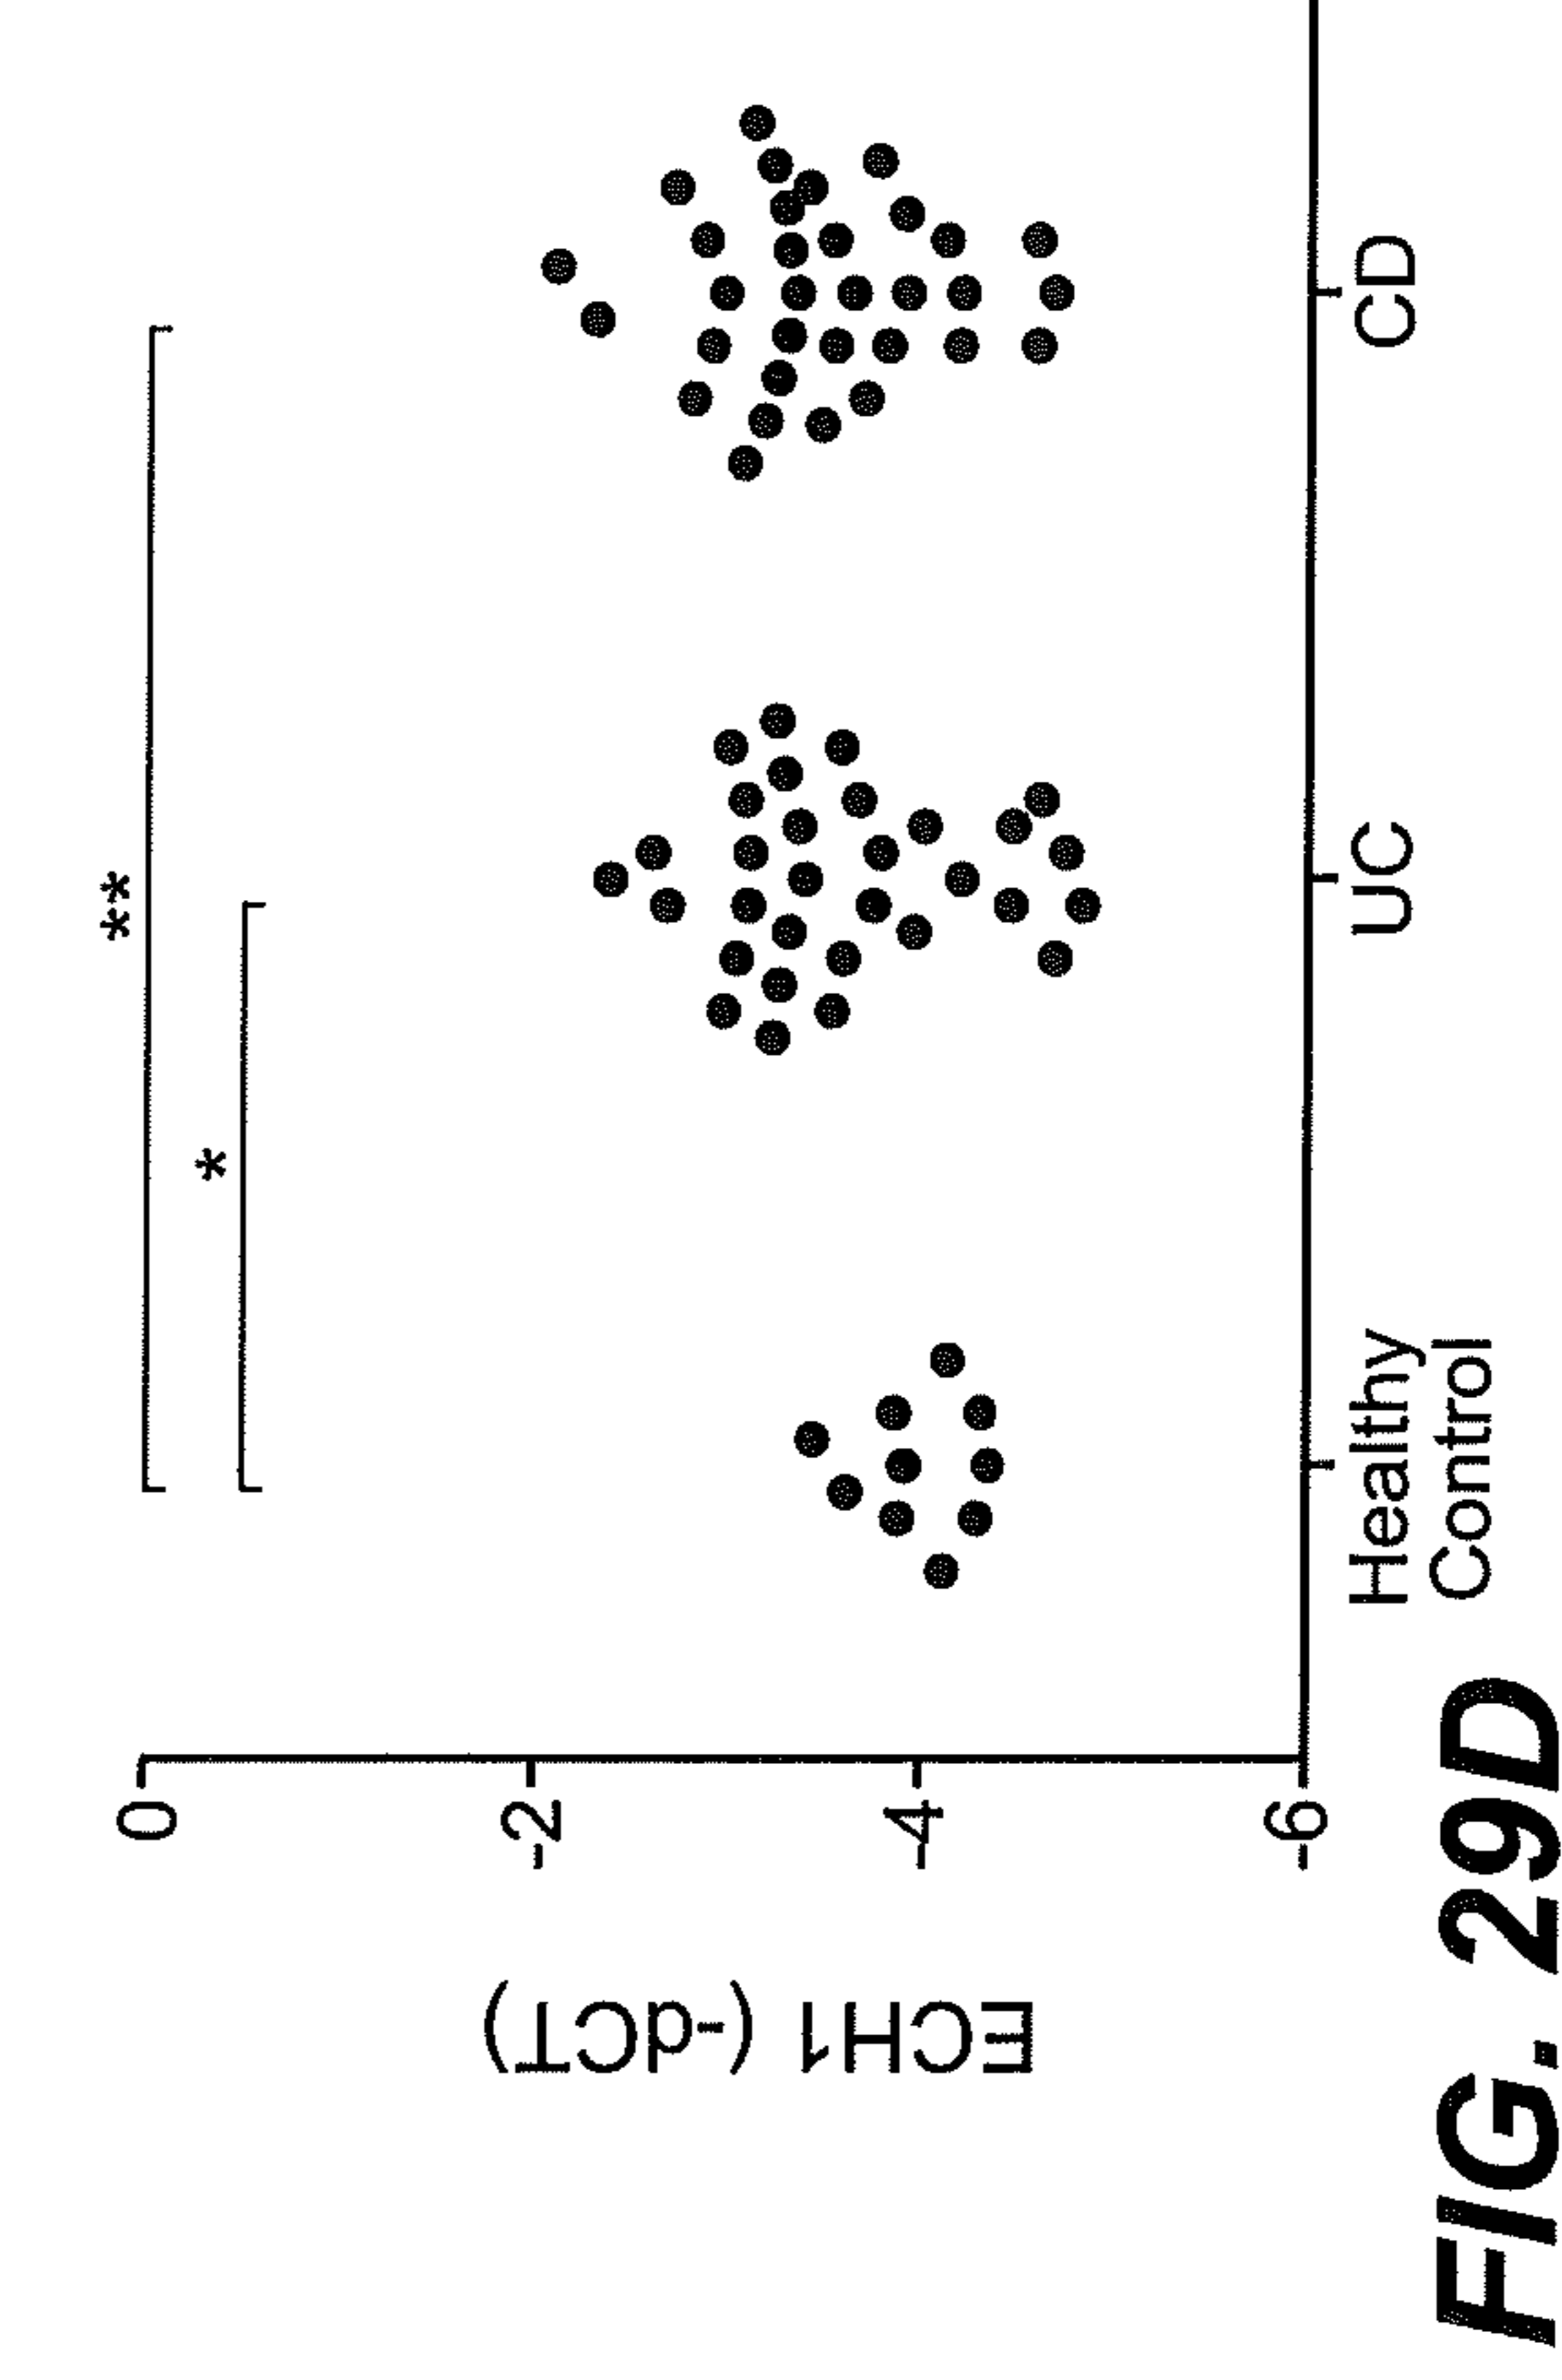 **
*
0
-2
-4
-6
ECH1 (-dCT)
Healthy
Control
UC
CD
FIG. 29D